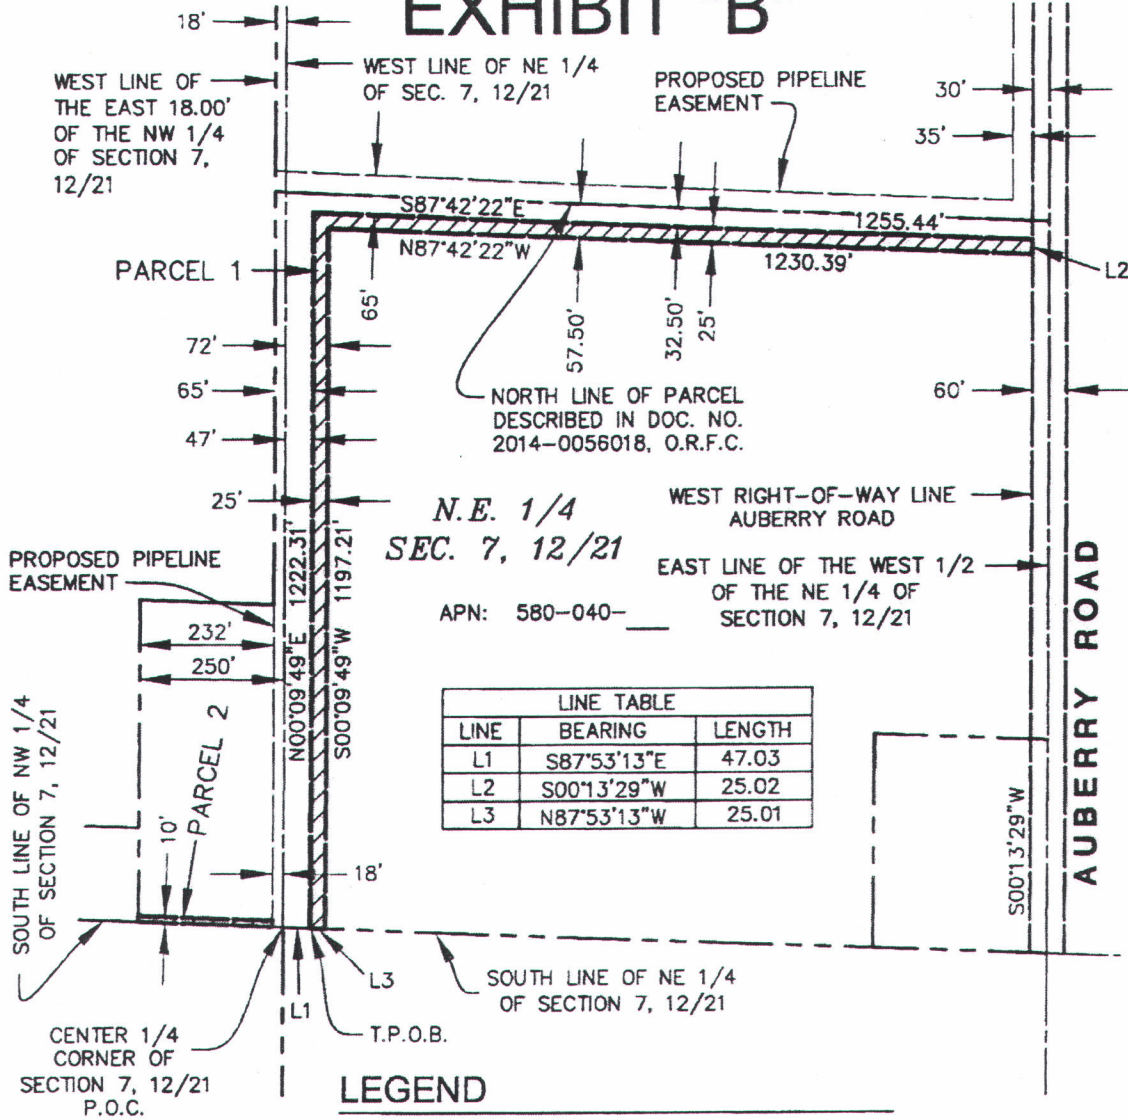 EXHIBIT "B"
18'
WEST LINE OF
THE EAST 18.00'
OF THE NW 1/4
OF SECTION 7,
12/21
WEST LINE OF NE 1/4
OF SEC. 7, 12/21
PROPOSED PIPELINE
EASEMENT
30'
35'
S87°42'22"E
1255.44'
N87°42'22"W
1230.39'
L2
PARCEL 1
65'
57.50'
32.50'
25'
72'
65'
47'
25'
NORTH LINE OF PARCEL
DESCRIBED IN DOC. NO.
2014-0056018, O.R.F.C.
60'
N.E. 1/4
SEC. 7, 12/21
WEST RIGHT-OF-WAY LINE
AUBERRY ROAD
EAST LINE OF THE WEST 1/2
OF THE NE 1/4 OF
SECTION 7, 12/21
APN: 580-040-___
PROPOSED PIPELINE
EASEMENT
N00°09'49"E 1222.31'
S00°09'49"W 1197.21'
232'
250'
PARCEL 2
10'
SOUTH LINE OF NW 1/4
OF SECTION 7, 12/21
LINE TABLE
LINE BEARING LENGTH
L1 S87°53'13"E 47.03
L2 S00°13'29"W 25.02
L3 N87°53'13"W 25.01
S00°13'29"W
AUBERRY ROAD
18'
L3
L1
T.P.O.B.
SOUTH LINE OF NE 1/4
OF SECTION 7, 12/21
CENTER 1/4
CORNER OF
SECTION 7, 12/21
P.O.C.
LEGEND